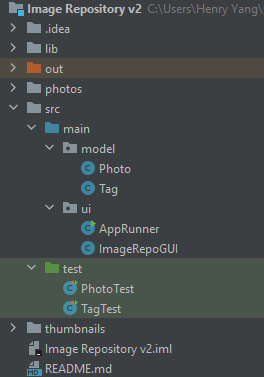 Image Repository v2 C:\Users\Henry Yang\
.idea
lib
out
photos
src
main
model
C Photo
C Tag
ui
C AppRunner
C ImageRepoGUI
test
C PhotoTest
C TagTest
thumbnails
Image Repository v2.iml
MD README.md